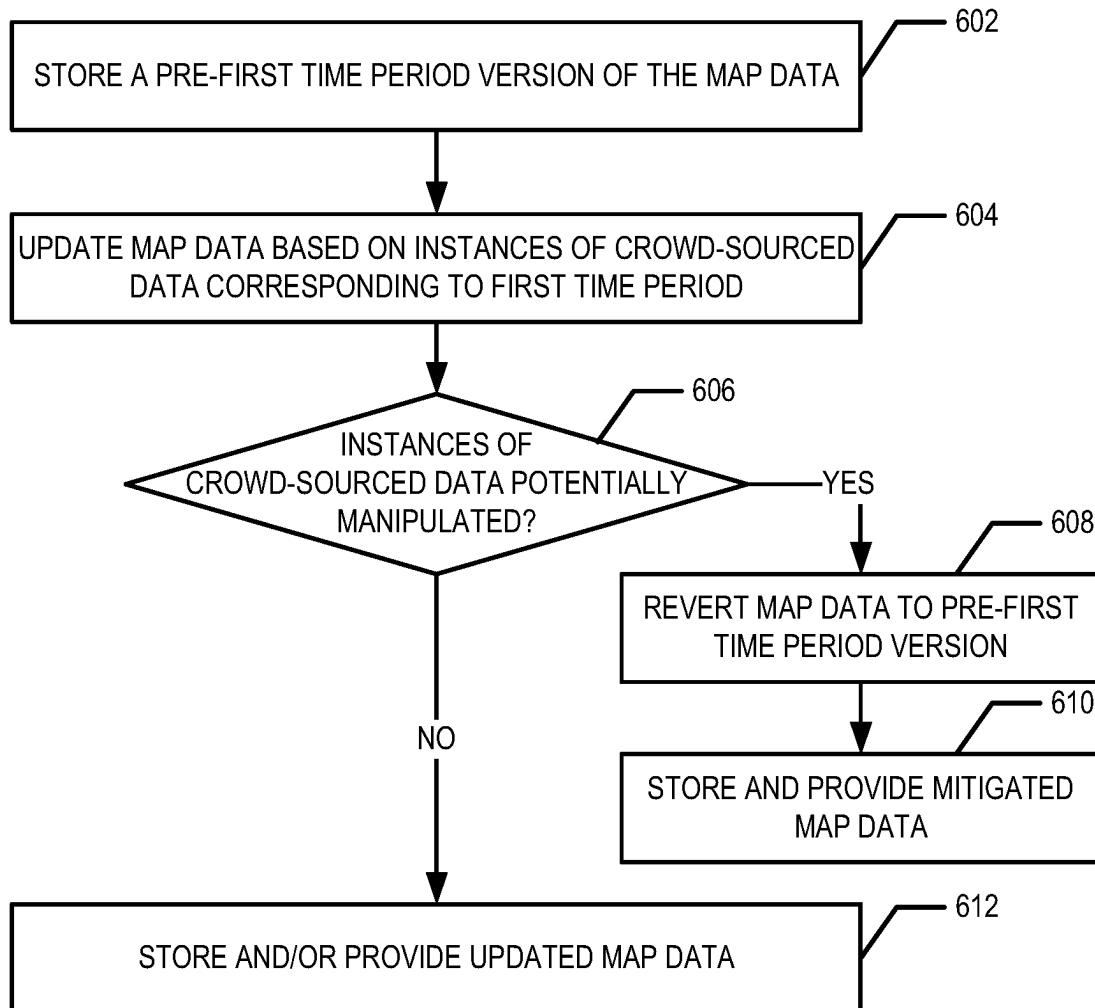 602
STORE A PRE-FIRST TIME PERIOD VERSION OF THE MAP DATA
604
UPDATE MAP DATA BASED ON INSTANCES OF CROWD-SOURCED
DATA CORRESPONDING TO FIRST TIME PERIOD
606
INSTANCES OF
CROWD-SOURCED DATA POTENTIALLY
MANIPULATED?
YES
608
REVERT MAP DATA TO PRE-FIRST
TIME PERIOD VERSION
610
STORE AND PROVIDE MITIGATED
MAP DATA
NO
612
STORE AND/OR PROVIDE UPDATED MAP DATA